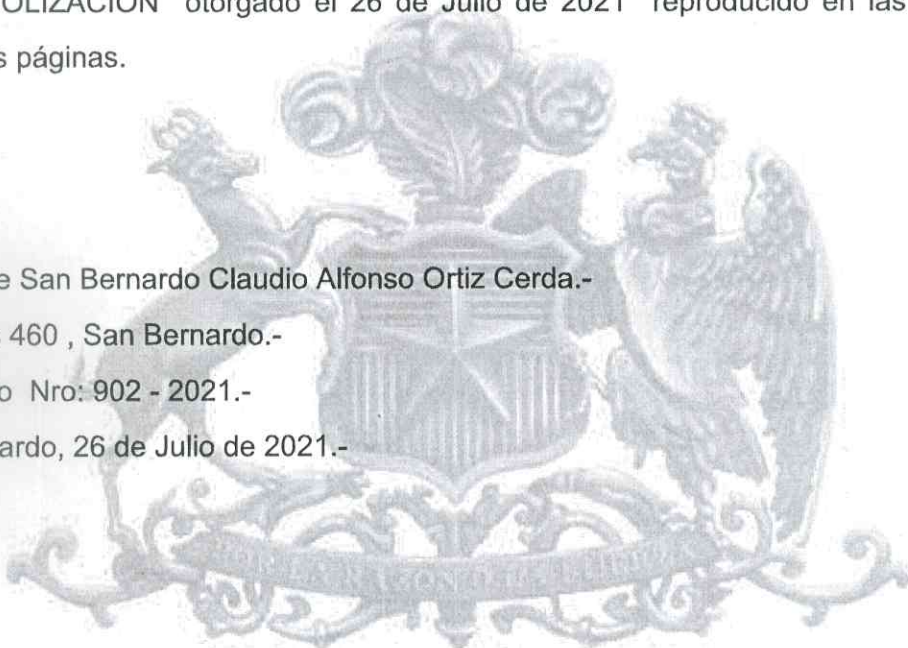 OLIZACION" otorgado el 26 de Julio de 2021 reproducido en las
s páginas.
e San Bernardo Claudio Alfonso Ortiz Cerda.-
460 , San Bernardo.-
o Nro: 902 - 2021.-
ardo, 26 de Julio de 2021.-
RAZON O